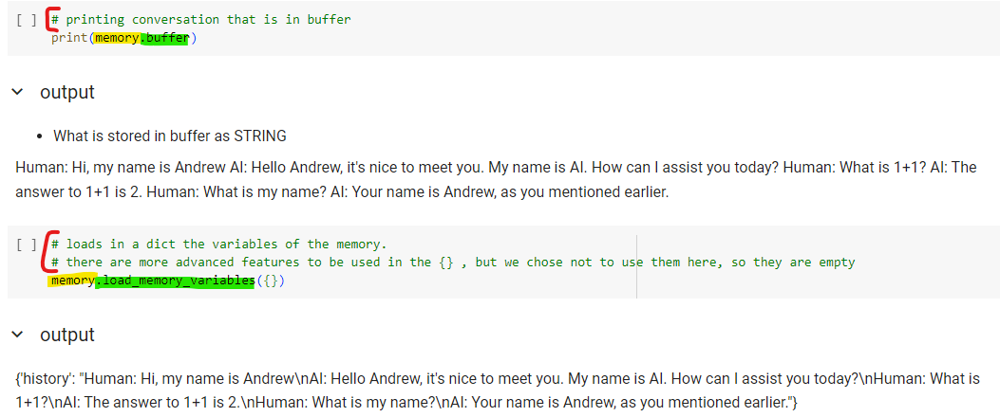 [ ] # printing conversation that is in buffer
print(memory.buffer)
output
• What is stored in buffer as STRING
Human: Hi, my name is Andrew AI: Hello Andrew, it's nice to meet you. My name is AI. How can I assist you today? Human: What is 1+1? AI: The
answer to 1+1 is 2. Human: What is my name? AI: Your name is Andrew, as you mentioned earlier.
[ ] # loads in a dict the variables of the memory.
# there are more advanced features to be used in the {} , but we chose not to use them here, so they are empty
memory.load_memory_variables({})
output
{'history': "Human: Hi, my name is Andrew\nAI: Hello Andrew, it's nice to meet you. My name is AI. How can I assist you today?\nHuman: What is
1+1?\nAI: The answer to 1+1 is 2.\nHuman: What is my name?\nAI: Your name is Andrew, as you mentioned earlier."}